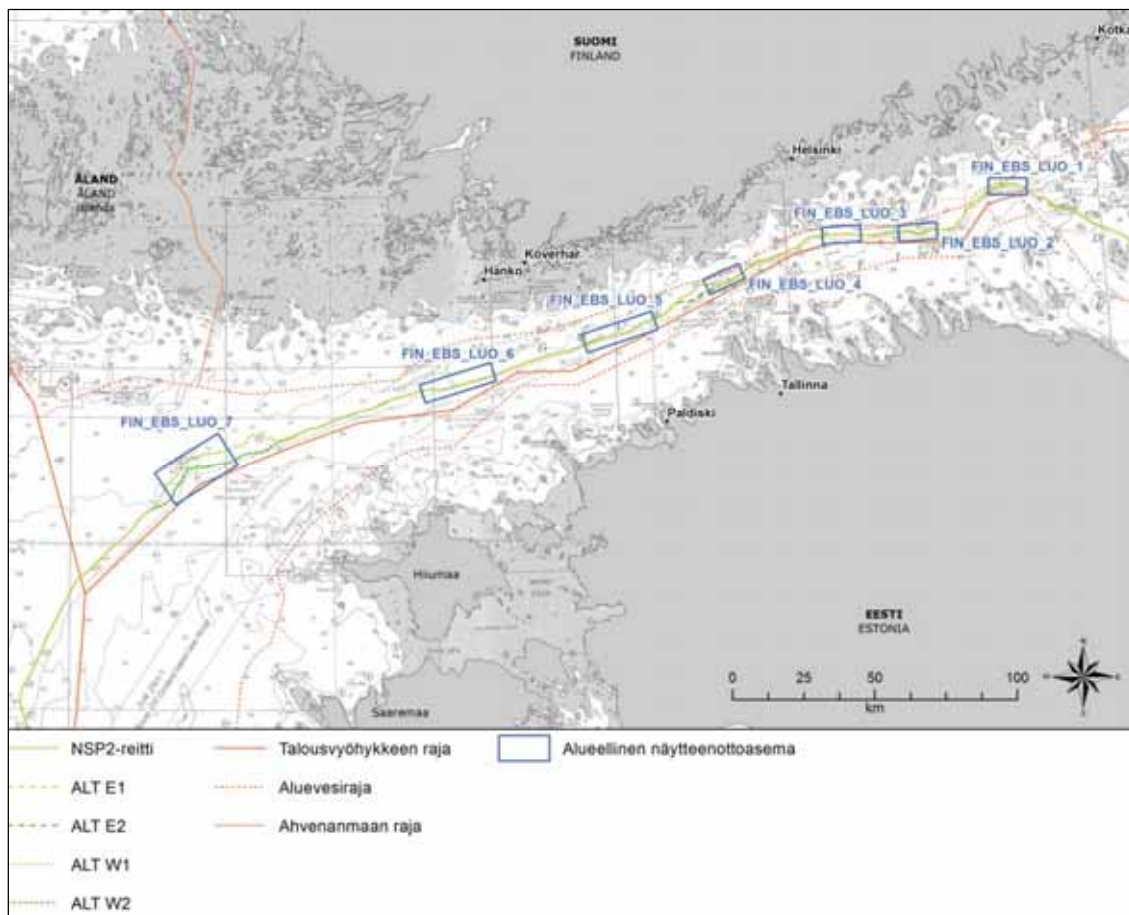 SUOMI
FINLAND
Kotka
Helsinki
ÅLAND
ÅLAND
Islands
FIN_EBS_LUO_1
FIN_EBS_LUO_3
FIN_EBS_LUO_2
Koverhar
Hanko
FIN_EBS_LUO_4
FIN_EBS_LUO_5
FIN_EBS_LUO_6
Tallinna
Paldiski
FIN_EBS_LUO_7
Hiiumaa
EESTI
ESTONIA
Saaremaa
0 25 50 100
km
NSP2-reitti
ALT E1
ALT E2
ALT W1
ALT W2
Talousvyöhykkeen raja
Aluevesiraja
Ahvenanmaan raja
Alueellinen näytteenottoasema